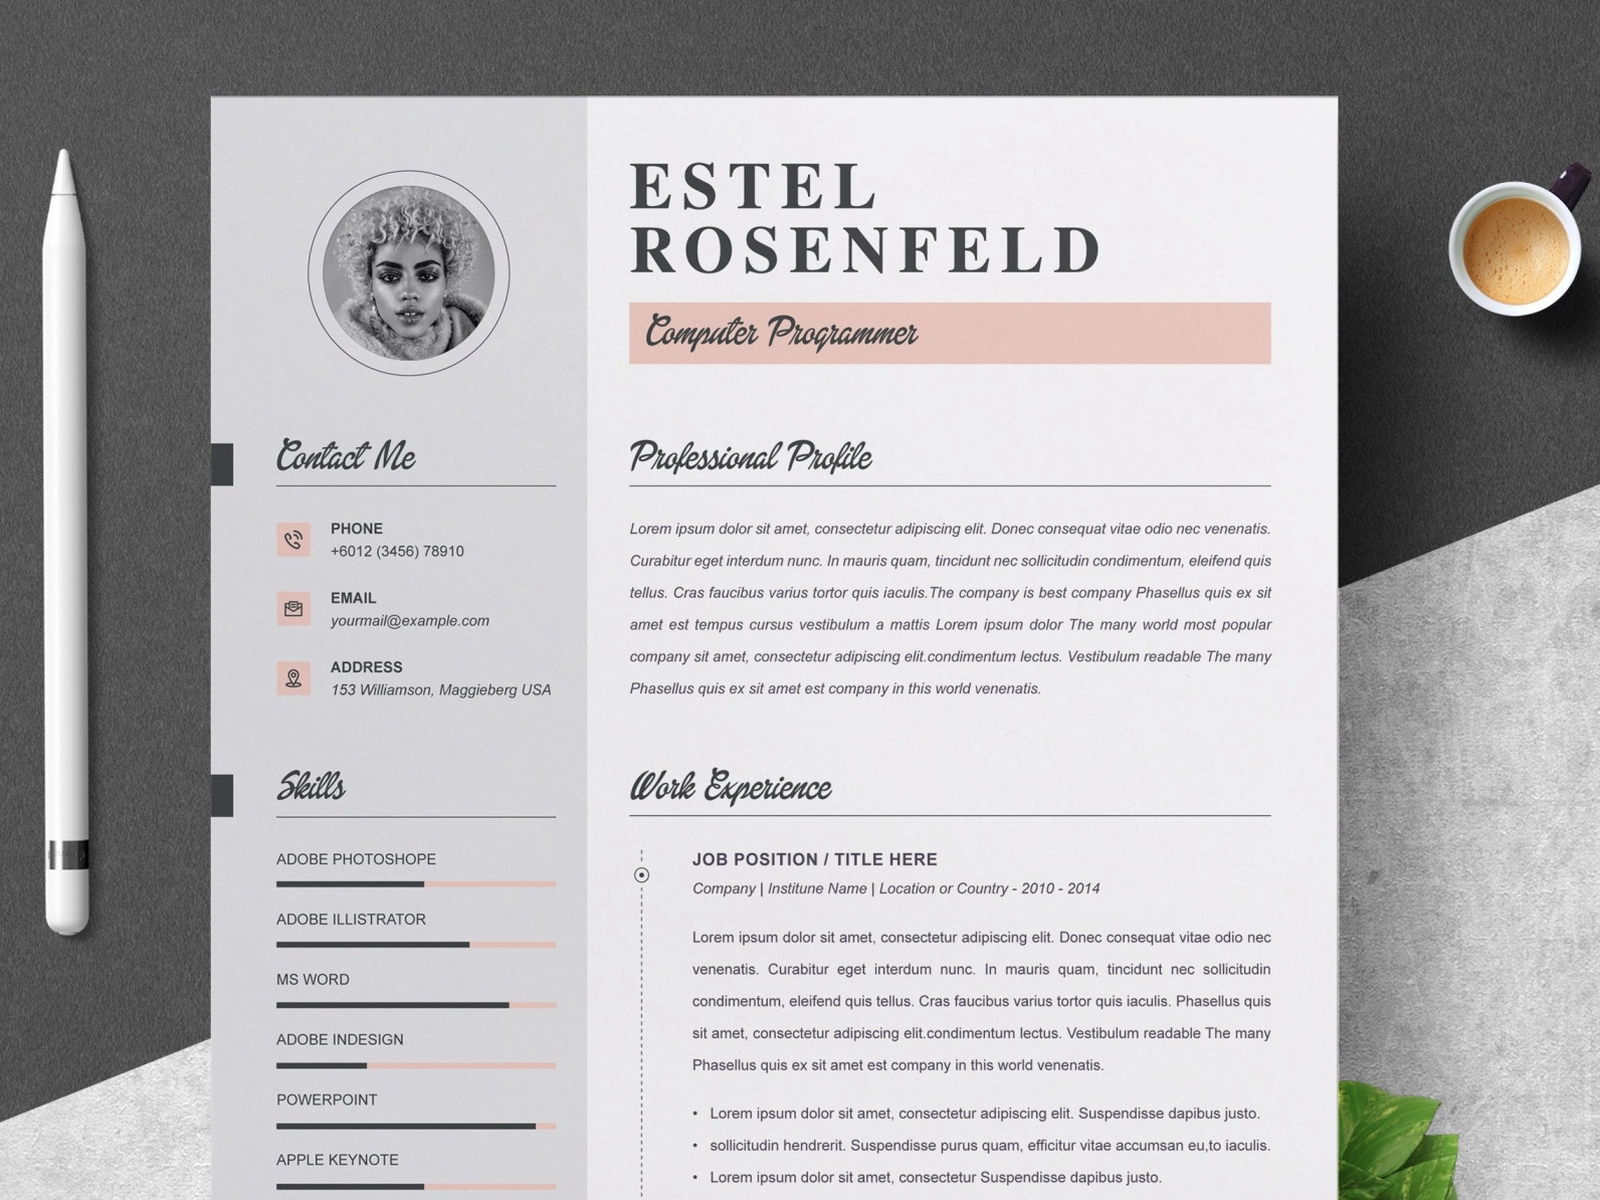 ESTEL
ROSENFELD
Computer Programmer
Contact Me
PHONE
+6012 (3456) 78910
EMAIL
yourmail@example.com
ADDRESS
153 Williamson, Maggieberg USA
Skills
ADOBE PHOTOSHOPE
ADOBE ILLISTRATOR
MS WORD
ADOBE INDESIGN
POWERPOINT
APPLE KEYNOTE
Professional Profile
Lorem ipsum dolor sit amet, consectetur adipiscing elit. Donec consequat vitae odio nec venenatis.
Curabitur eget interdum nunc. In mauris quam, tincidunt nec sollicitudin condimentum, eleifend quis
tellus. Cras faucibus varius tortor quis iaculis.The company is best company Phasellus quis ex sit
amet est tempus cursus vestibulum a mattis Lorem ipsum dolor The many world most popular
company sit amet, consectetur adipiscing elit.condimentum lectus. Vestibulum readable The many
Phasellus quis ex sit amet est company in this world venenatis.
Work Experience
JOB POSITION / TITLE HERE
Company | Institune Name | Location or Country - 2010 - 2014
Lorem ipsum dolor sit amet, consectetur adipiscing elit. Donec consequat vitae odio nec
venenatis. Curabitur eget interdum nunc. In mauris quam, tincidunt nec sollicitudin
condimentum, eleifend quis tellus. Cras faucibus varius tortor quis iaculis. Phasellus quis
sit amet, consectetur adipiscing elit.condimentum lectus. Vestibulum readable The many
Phasellus quis ex sit amet est company in this world venenatis.
• Lorem ipsum dolor sit amet, consectetur adipiscing elit. Suspendisse dapibus justo.
• sollicitudin hendrerit. Suspendisse purus quam, efficitur vitae accumsan eu,to iaculis.
• Lorem ipsum dolor sit amet, consectetur Suspendisse dapibus justo.